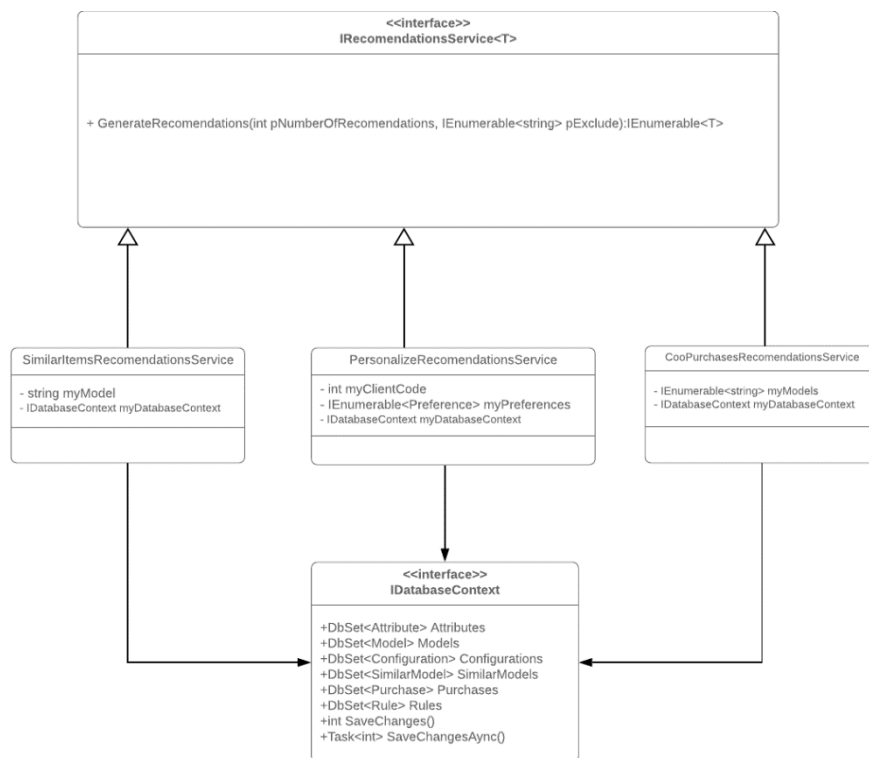 <<interface>>
IRecomendationsService<T>
+ GenerateRecomendations(int pNumberOfRecomendations, IEnumerable<string> pExclude):IEnumerable<T>
SimilarItemsRecomendationsService
- string myModel
- IDatabaseContext myDatabaseContext
PersonalizeRecomendationsService
- int myClientCode
- IEnumerable<Preference> myPreferences
- IDatabaseContext myDatabaseContext
CooPurchasesRecomendationsService
- IEnumerable<string> myModels
- IDatabaseContext myDatabaseContext
<<interface>>
IDatabaseContext
+DbSet<Attribute> Attributes
+DbSet<Model> Models
+DbSet<Configuration> Configurations
+DbSet<SimilarModel> SimilarModels
+DbSet<Purchase> Purchases
+DbSet<Rule> Rules
+int SaveChanges()
+Task<int> SaveChangesAync()